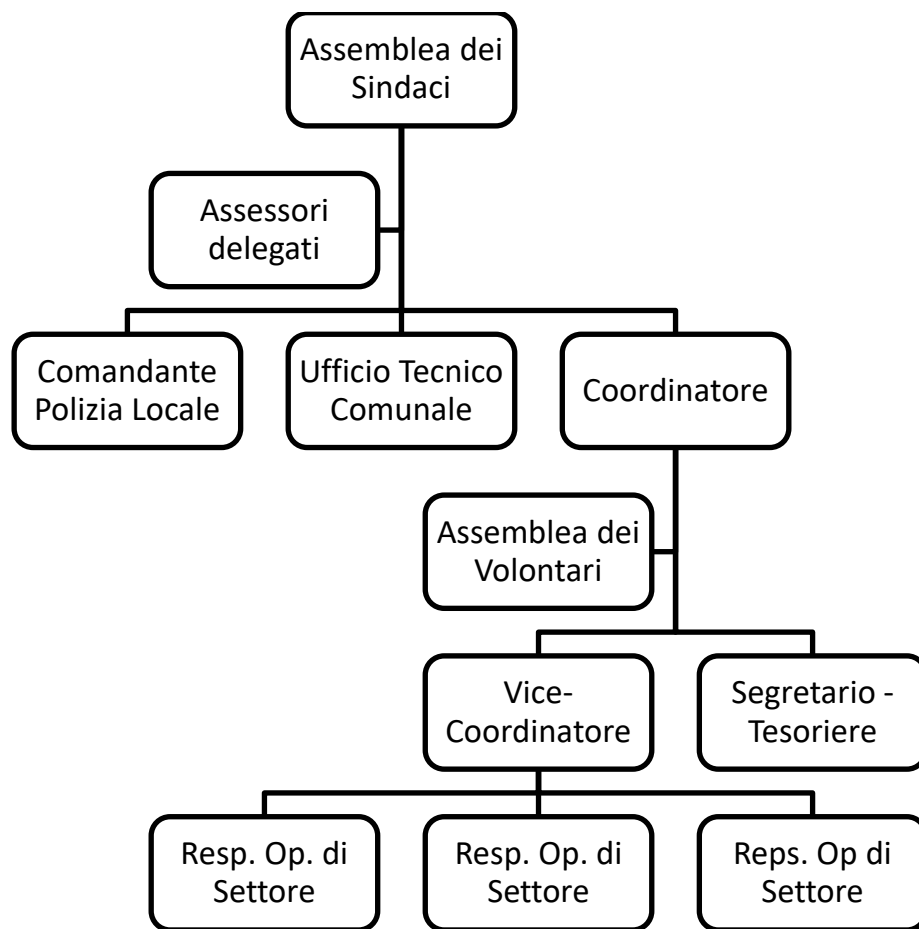 Assemblea dei
Sindaci
Assessori
delegati
Comandante
Polizia Locale
Ufficio Tecnico
Comunale
Coordinatore
Assemblea dei
Volontari
Vice-
Coordinatore
Segretario -
Tesoriere
Resp. Op. di
Settore
Resp. Op. di
Settore
Reps. Op di
Settore